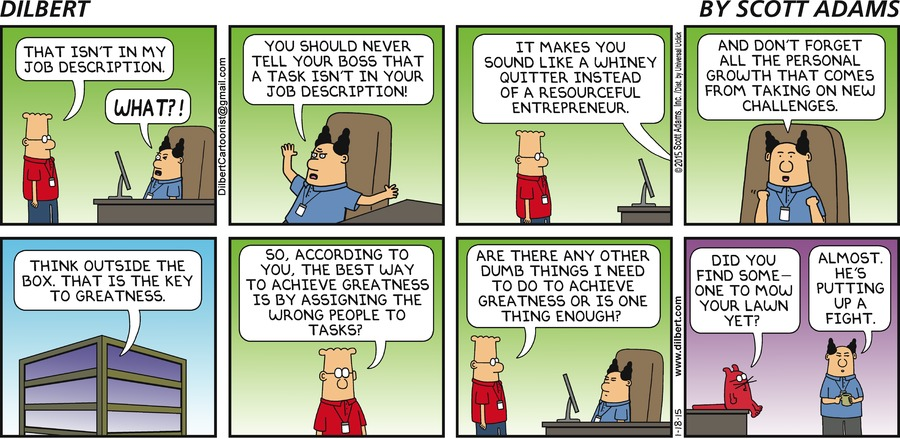 DILBERT
BY SCOTT ADAMS
THAT ISN'T IN MY
JOB DESCRIPTION.
WHAT?!
DilbertCartoonist@gmail.com
YOU SHOULD NEVER
TELL YOUR BOSS THAT
A TASK ISN'T IN YOUR
JOB DESCRIPTION!
IT MAKES YOU
SOUND LIKE A WHINEY
QUITTER INSTEAD
OF A RESOURCEFUL
ENTREPRENEUR.
©2015 Scott Adams, Inc. /Dist. by Universal Uclick
AND DON'T FORGET
ALL THE PERSONAL
GROWTH THAT COMES
FROM TAKING ON NEW
CHALLENGES.
THINK OUTSIDE THE
BOX. THAT IS THE KEY
TO GREATNESS.
SO, ACCORDING TO
YOU, THE BEST WAY
TO ACHIEVE GREATNESS
IS BY ASSIGNING THE
WRONG PEOPLE TO
TASKS?
ARE THERE ANY OTHER
DUMB THINGS I NEED
TO DO TO ACHIEVE
GREATNESS OR IS ONE
THING ENOUGH?
1-18-15 www.dilbert.com
DID YOU
FIND SOME-
ONE TO MOW
YOUR LAWN
YET?
ALMOST.
HE'S
PUTTING
UP A
FIGHT.